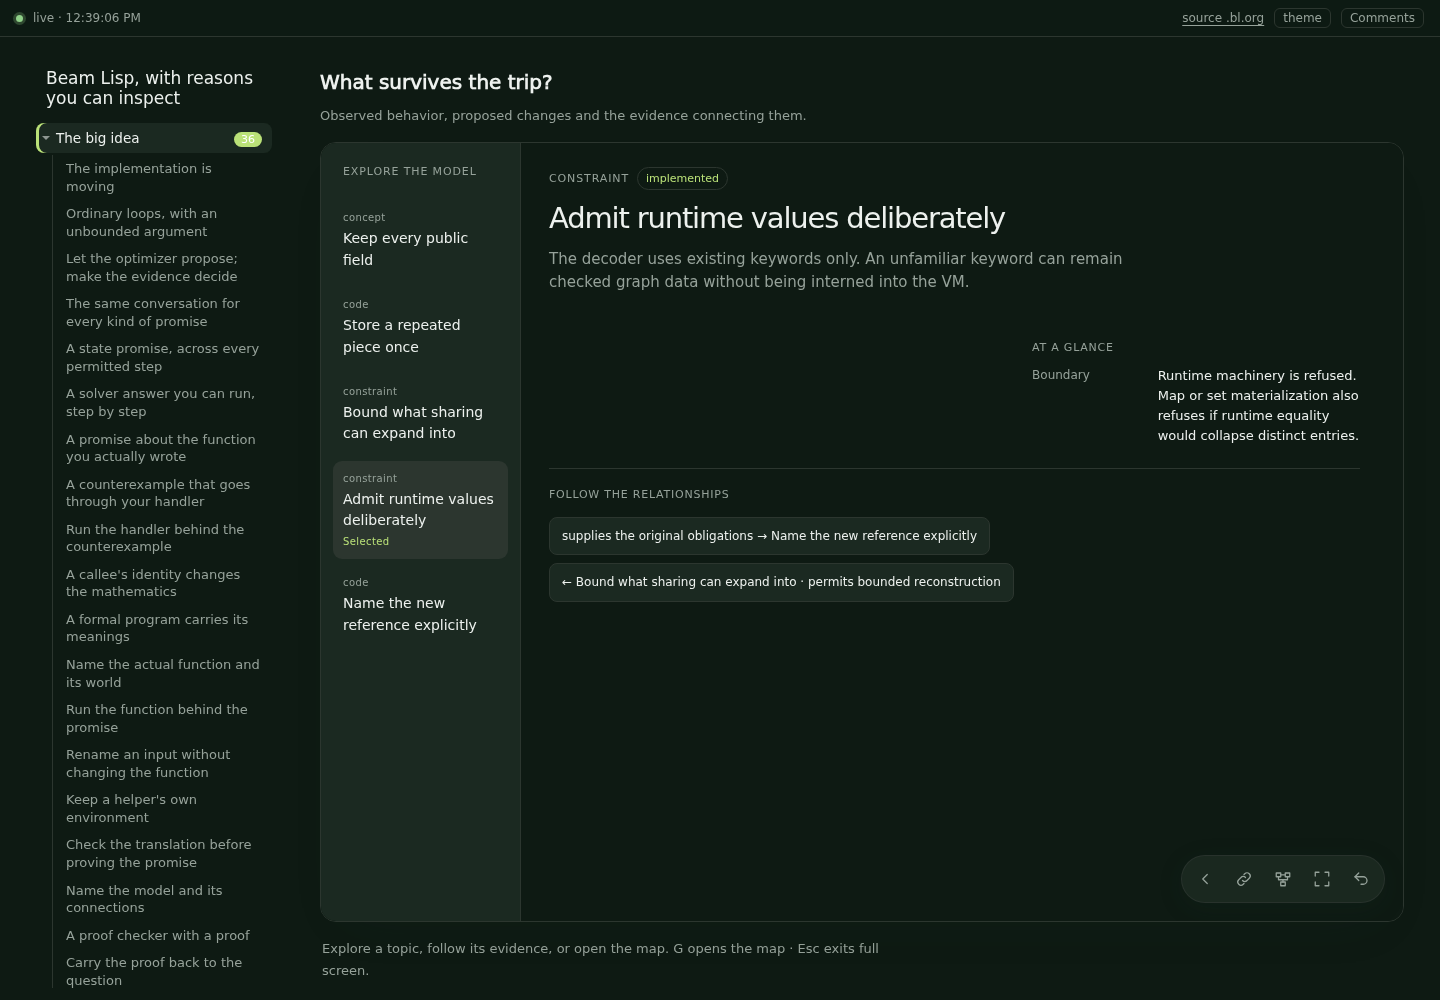 live · 12:39:06 PM
source .bl.org
theme
Comments
Beam Lisp, with reasons
you can inspect
The big idea
36
The implementation is
moving
Ordinary loops, with an
unbounded argument
Let the optimizer propose;
make the evidence decide
The same conversation for
every kind of promise
A state promise, across every
permitted step
A solver answer you can run,
step by step
A promise about the function
you actually wrote
A counterexample that goes
through your handler
Run the handler behind the
counterexample
A callee's identity changes
the mathematics
A formal program carries its
meanings
Name the actual function and
its world
Run the function behind the
promise
Rename an input without
changing the function
Keep a helper's own
environment
Check the translation before
proving the promise
Name the model and its
connections
A proof checker with a proof
Carry the proof back to the
question
What survives the trip?
Observed behavior, proposed changes and the evidence connecting them.
EXPLORE THE MODEL
concept
Keep every public
field
code
Store a repeated
piece once
constraint
Bound what sharing
can expand into
constraint
Admit runtime values
deliberately
Selected
code
Name the new
reference explicitly
CONSTRAINT
implemented
Admit runtime values deliberately
The decoder uses existing keywords only. An unfamiliar keyword can remain
checked graph data without being interned into the VM.
AT A GLANCE
Boundary
Runtime machinery is refused.
Map or set materialization also
refuses if runtime equality
would collapse distinct entries.
FOLLOW THE RELATIONSHIPS
supplies the original obligations → Name the new reference explicitly
← Bound what sharing can expand into · permits bounded reconstruction
Explore a topic, follow its evidence, or open the map. G opens the map · Esc exits full
screen.